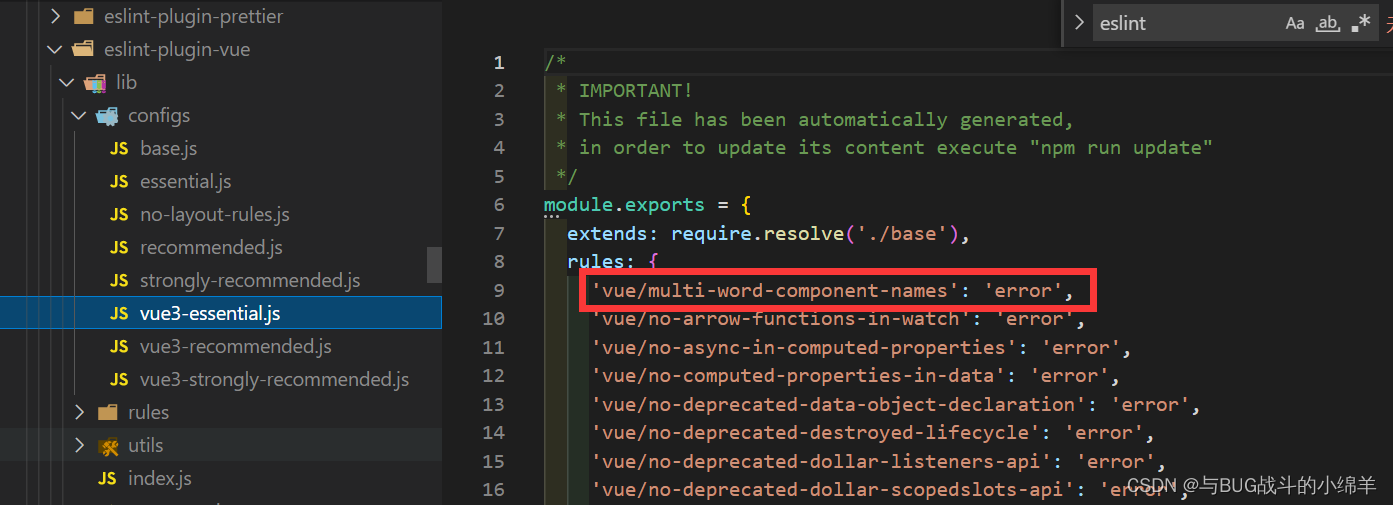 eslint-plugin-prettier
eslint-plugin-vue
lib
configs
JS base.js
JS essential.js
JS no-layout-rules.js
JS recommended.js
JS strongly-recommended.js
JS vue3-essential.js
JS vue3-recommended.js
JS vue3-strongly-recommended.js
rules
utils
JS index.js
eslint Aa ab .*
1 /*
2 * IMPORTANT!
3 * This file has been automatically generated,
4 * in order to update its content execute "npm run update"
5 */
6 module.exports = {
7 extends: require.resolve('./base'),
8 rules: {
9 'vue/multi-word-component-names': 'error',
10 'vue/no-arrow-functions-in-watch': 'error',
11 'vue/no-async-in-computed-properties': 'error',
12 'vue/no-computed-properties-in-data': 'error',
13 'vue/no-deprecated-data-object-declaration': 'error',
14 'vue/no-deprecated-destroyed-lifecycle': 'error',
15 'vue/no-deprecated-dollar-listeners-api': 'error',
16 'vue/no-deprecated-dollar-scopedslots-api': 'error',
CSDN @与BUG战斗的小绵羊